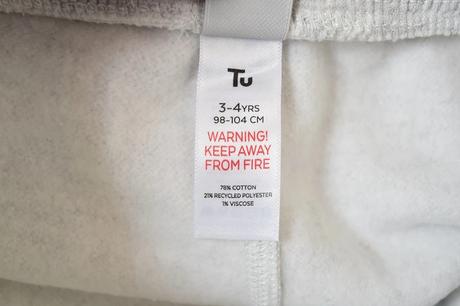 Tu
3-4YRS
98-104 CM
WARNING!
KEEP AWAY
FROM FIRE
78% COTTON
21% RECYCLED POLYESTER
1% VISCOSE